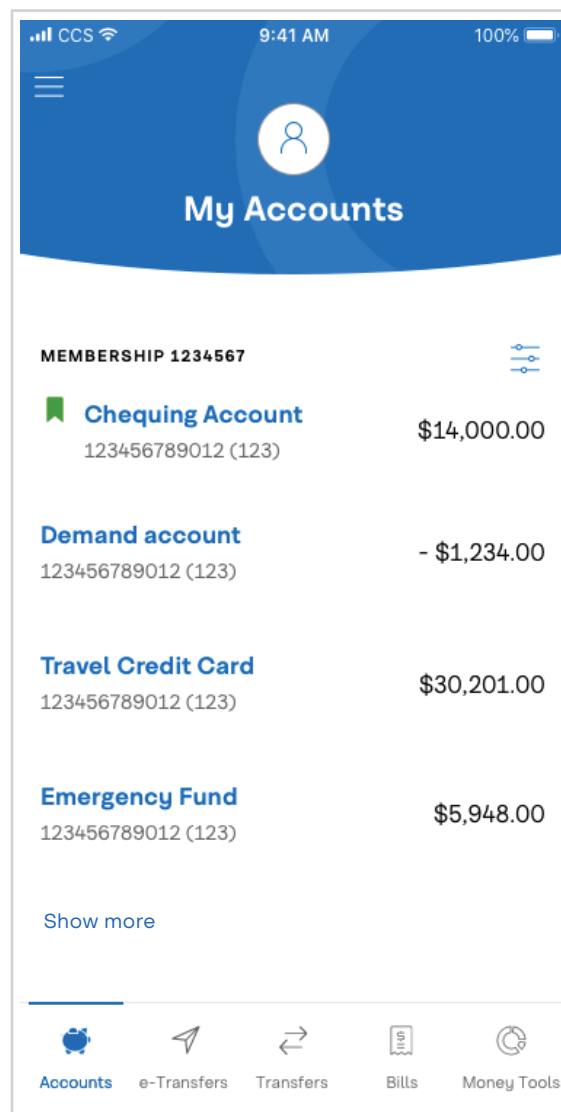 CCS 9:41 AM 100%
My Accounts
MEMBERSHIP 1234567
Chequing Account
$14,000.00
123456789012 (123)
Demand account
- $1,234.00
123456789012 (123)
Travel Credit Card
$30,201.00
123456789012 (123)
Emergency Fund
$5,948.00
123456789012 (123)
Show more
Accounts e-Transfers Transfers Bills Money Tools